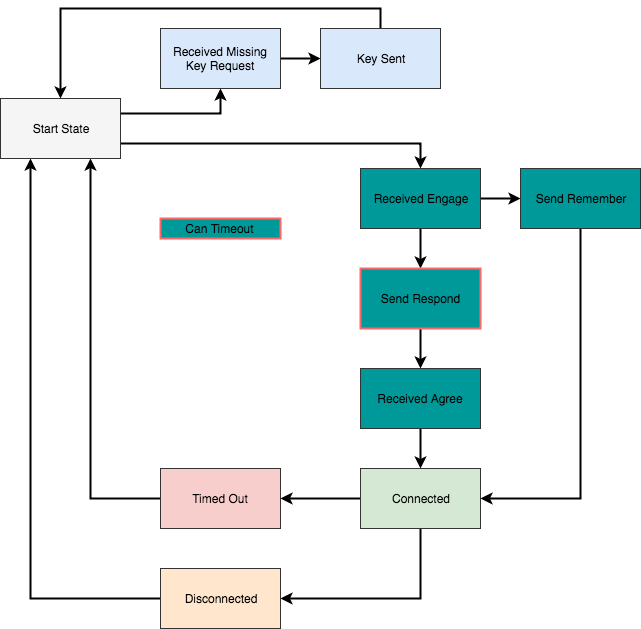 Received Missing
Key Request
Key Sent
Start State
Received Engage
Send Remember
Can Timeout
Send Respond
Received Agree
Timed Out
Connected
Disconnected